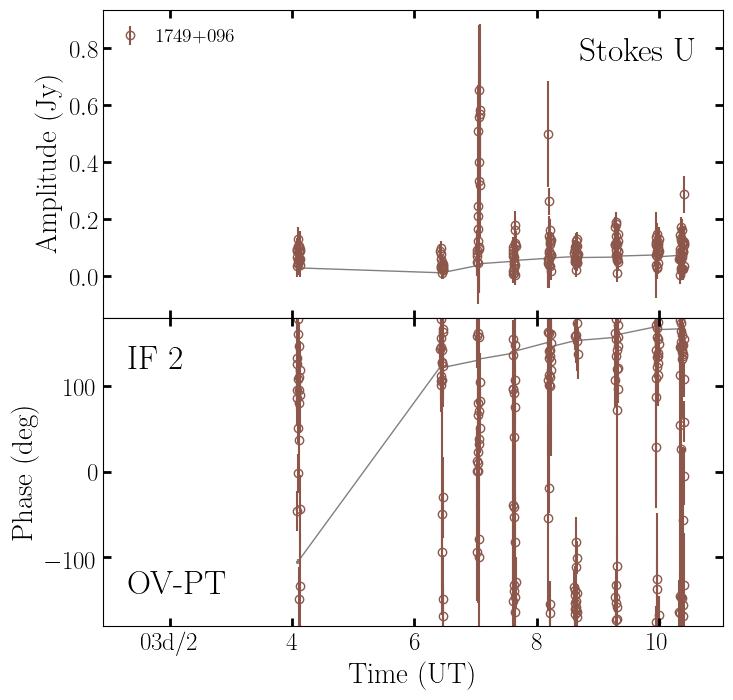 1749+096
Stokes U
Amplitude (Jy)
0.8
0.6
0.4
0.2
0.0
IF 2
Phase (deg)
100
0
−100
OV-PT
03d/2
4
6
8
10
Time (UT)